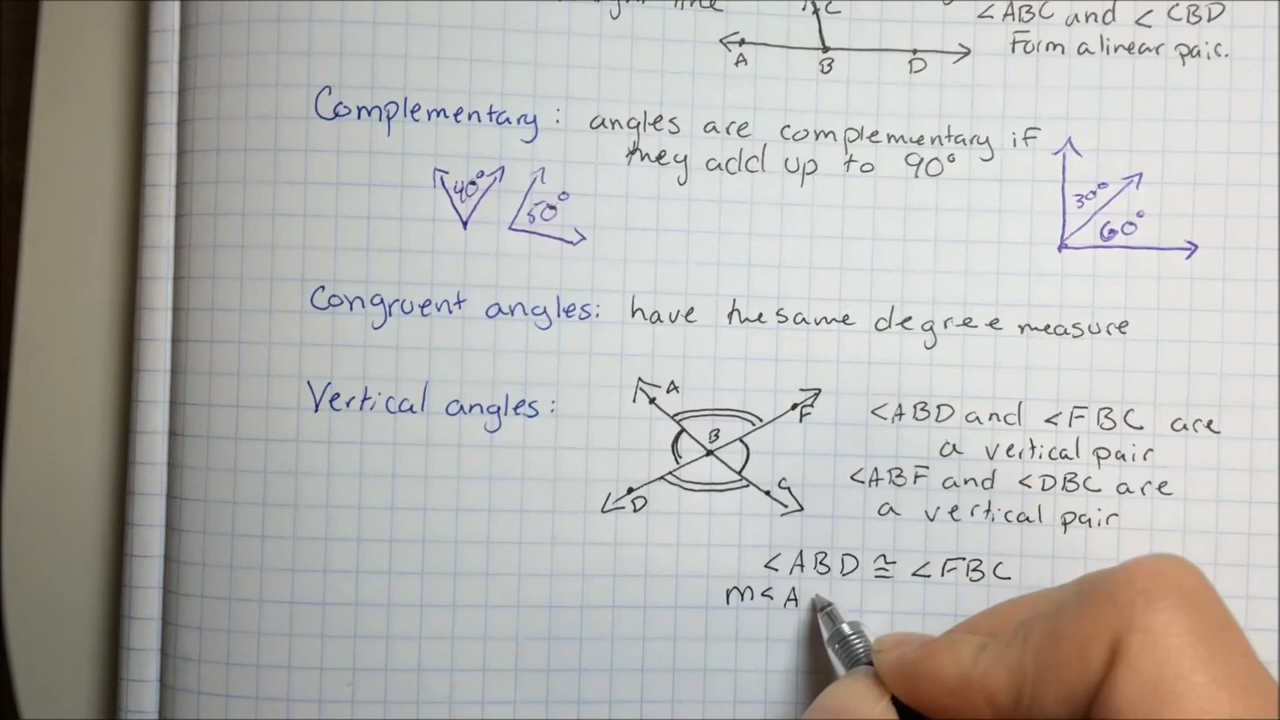 line
C
∠ABC and ∠CBD
Form a linear pair.
A B D
Complementary: angles are complementary if
they add up to 90°
40° 50°
30°
60°
Congruent angles: have the same degree measure
Vertical angles:
A
F
B
D
C
∠ABD and ∠FBC are
a vertical pair
∠ABF and ∠DBC are
a vertical pair
∠ABD ≅ ∠FBC
m∠A